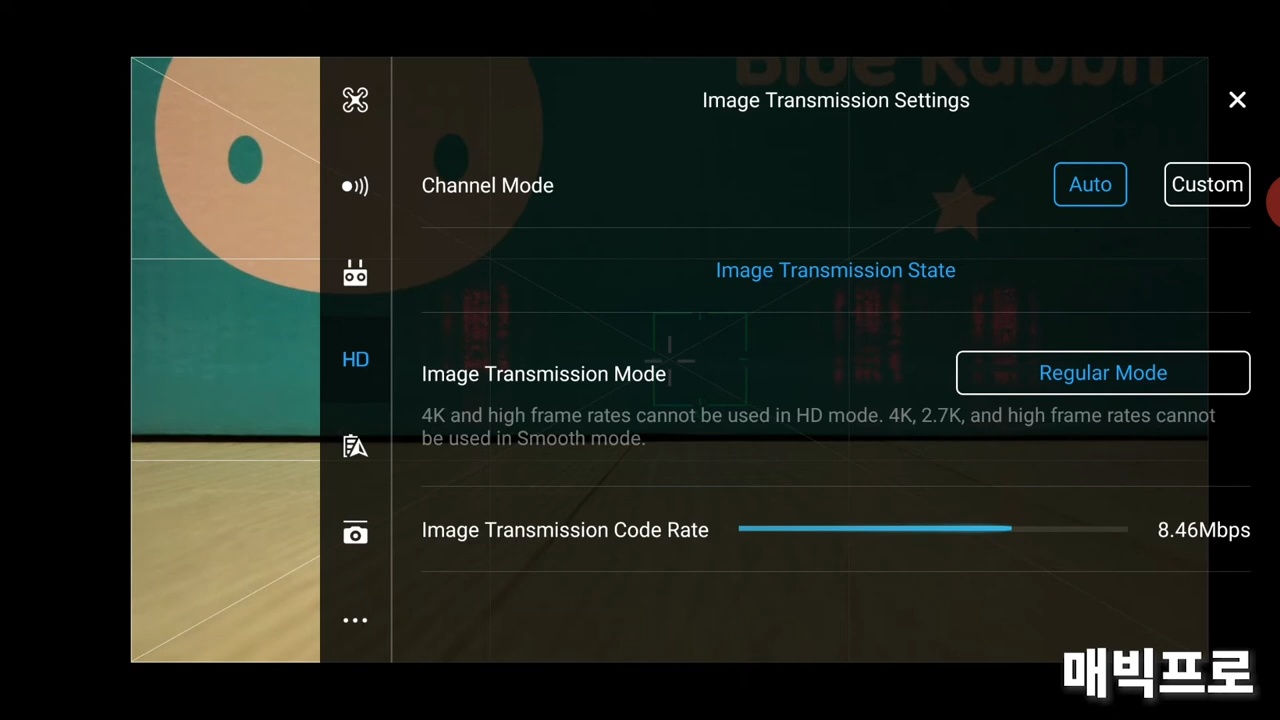 Blue Rabbit
Image Transmission Settings
Channel Mode
Auto
Custom
Image Transmission State
HD
Image Transmission Mode
Regular Mode
4K and high frame rates cannot be used in HD mode. 4K, 2.7K, and high frame rates cannot
be used in Smooth mode.
Image Transmission Code Rate
8.46Mbps
매빅프로